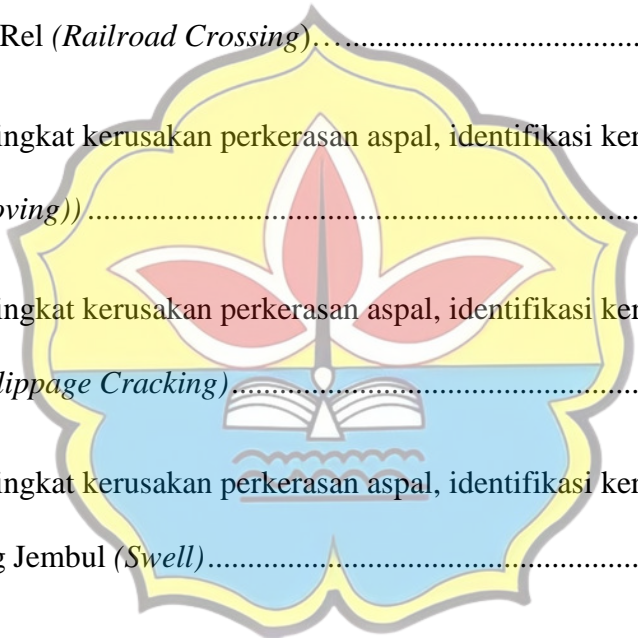 Rel (Railroad Crossing)….............................................
ingkat kerusakan perkerasan aspal, identifikasi ker
oving)) .......................................................................................
ingkat kerusakan perkerasan aspal, identifikasi ker
lippage Cracking)................................................................
ingkat kerusakan perkerasan aspal, identifikasi ker
g Jembul (Swell)....................................................................